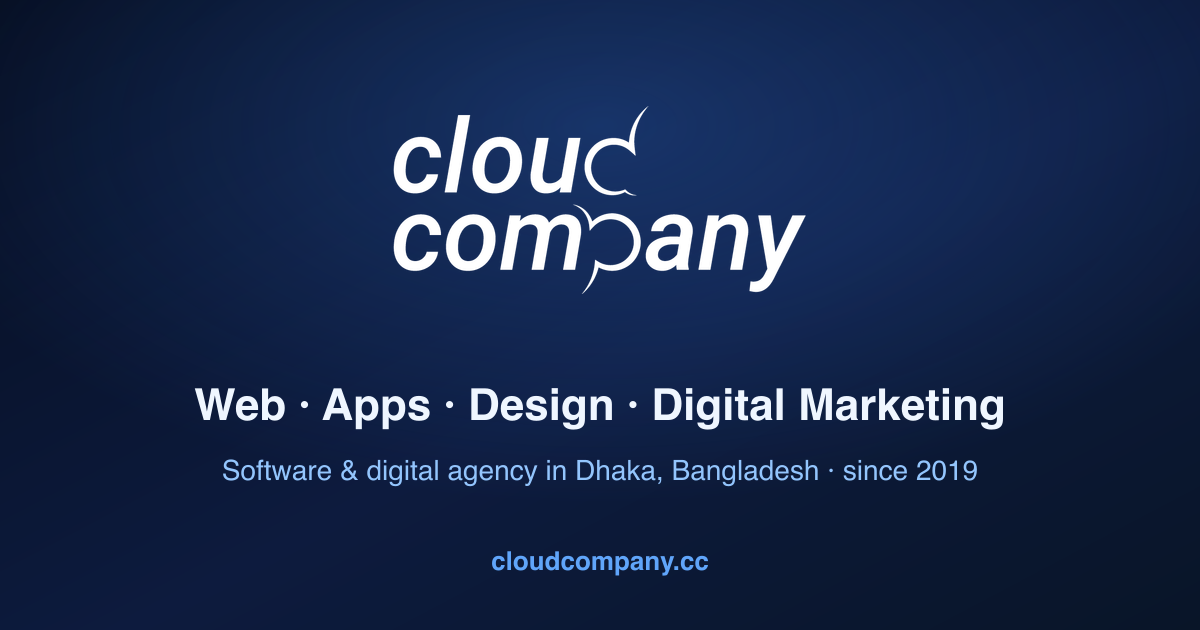 cloud
company
Web · Apps · Design · Digital Marketing
Software & digital agency in Dhaka, Bangladesh · since 2019
cloudcompany.cc